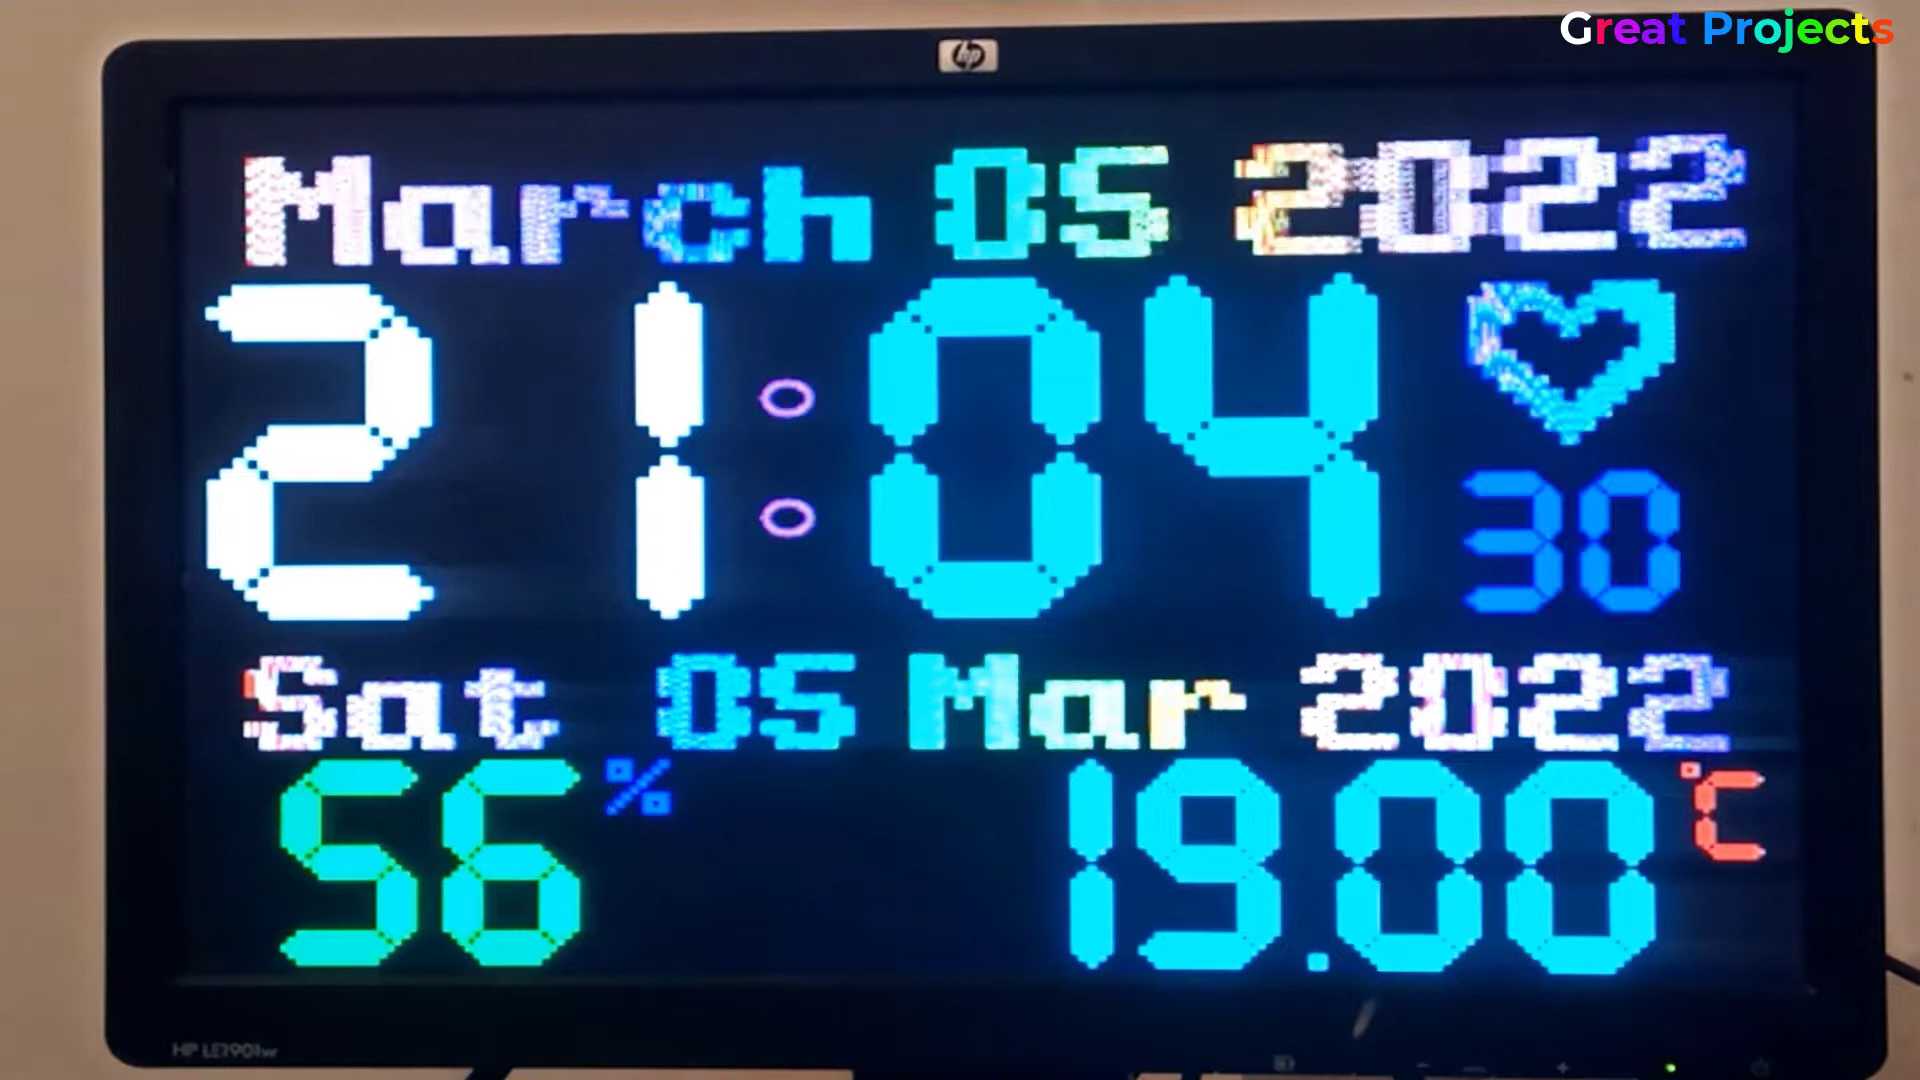 Great Projects
hp
March 05 2022
21:04
30
Sat 05 Mar 2022
56% 19.00°C
HP LE1901w